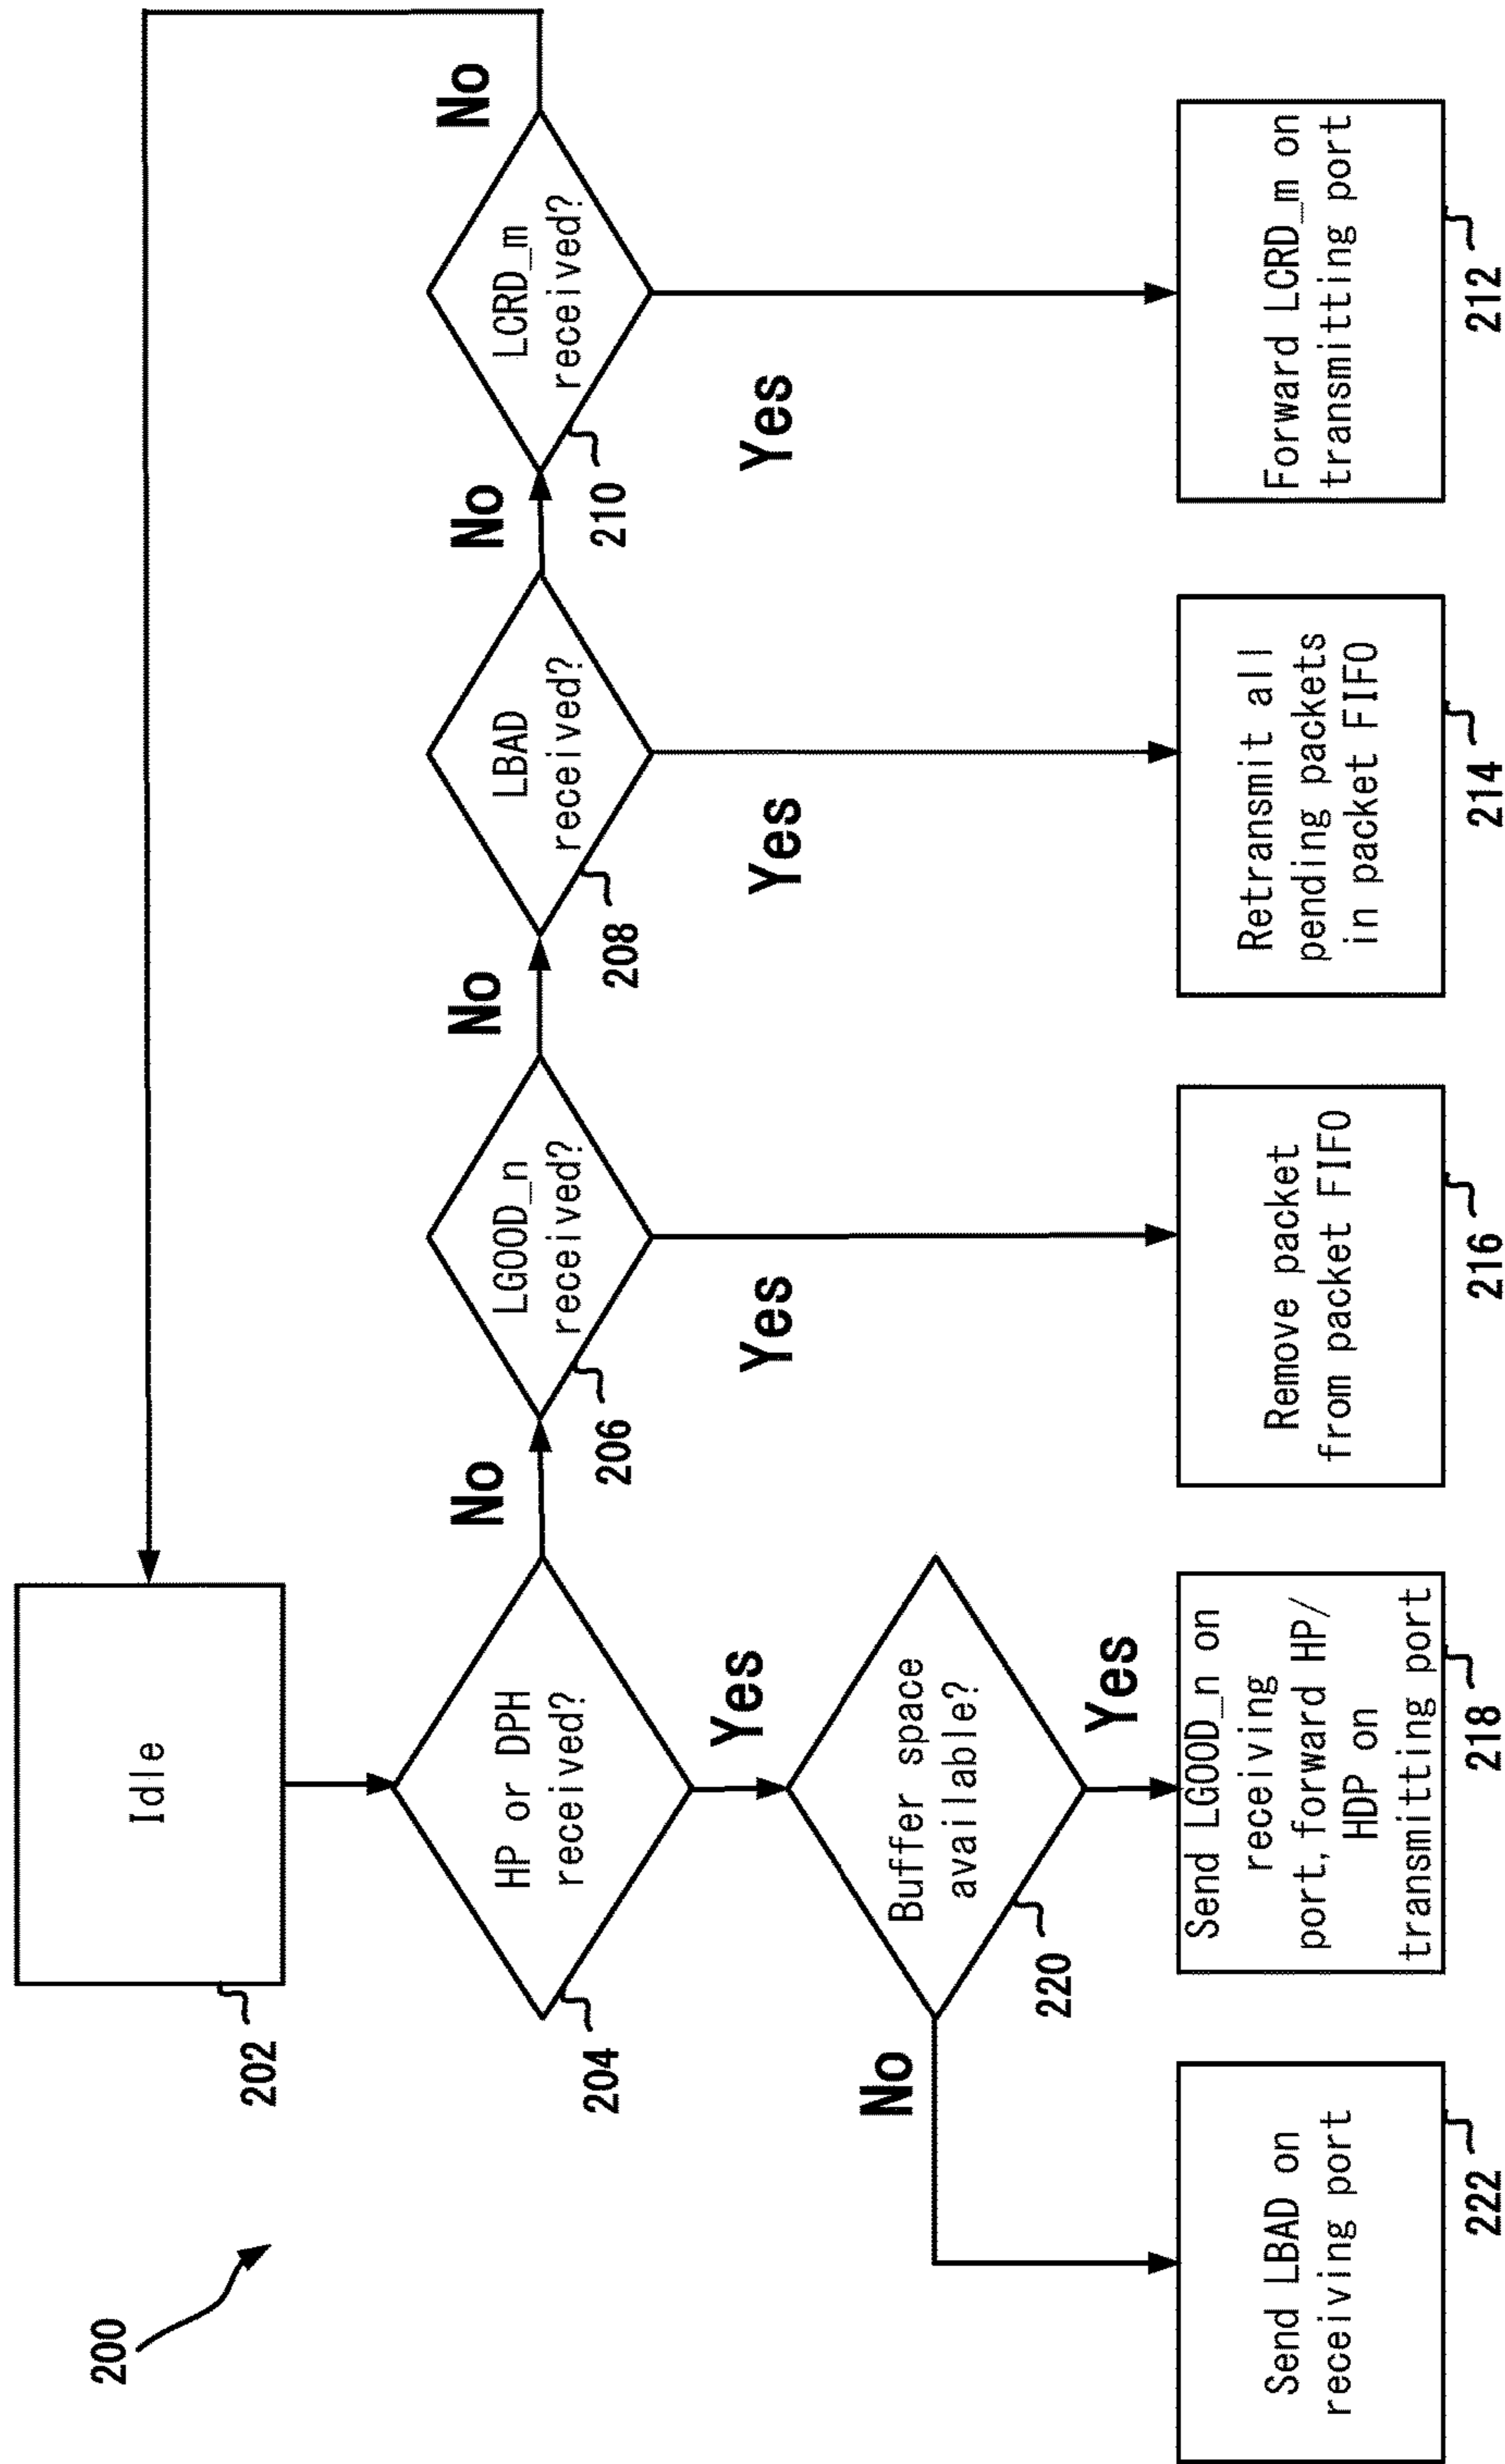 200
Idle
202
HP or DPH
received?
204
No
LGOOD_n
received?
206
No
LBAD
received?
208
No
LCRD_m
received?
210
No
Yes
Yes
Yes
Yes
Buffer space
available?
220
No
Yes
Send LBAD on
receiving port
222
Send LGOOD_n on
receiving
port,forward HP/
HDP on
transmitting port
218
Remove packet
from packet FIFO
216
Retransmit all
pending packets
in packet FIFO
214
Forward LCRD_m on
transmitting port
212